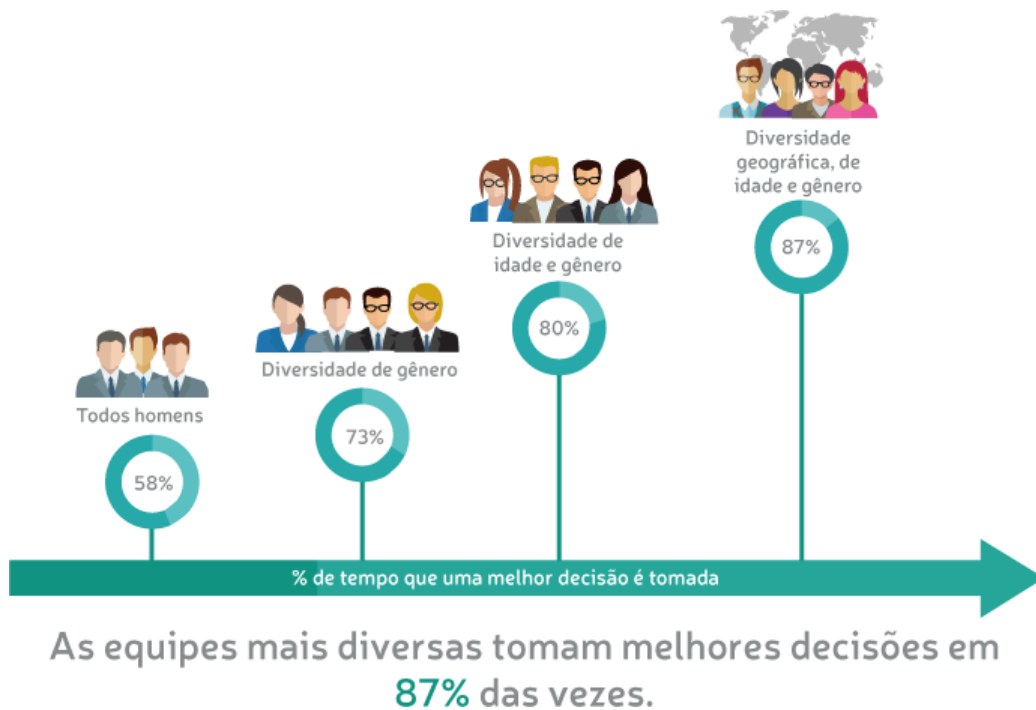 Todos homens
58%
Diversidade de gênero
73%
Diversidade de
idade e gênero
80%
Diversidade
geográfica, de
idade e gênero
87%
% de tempo que uma melhor decisão é tomada
As equipes mais diversas tomam melhores decisões em
87% das vezes.